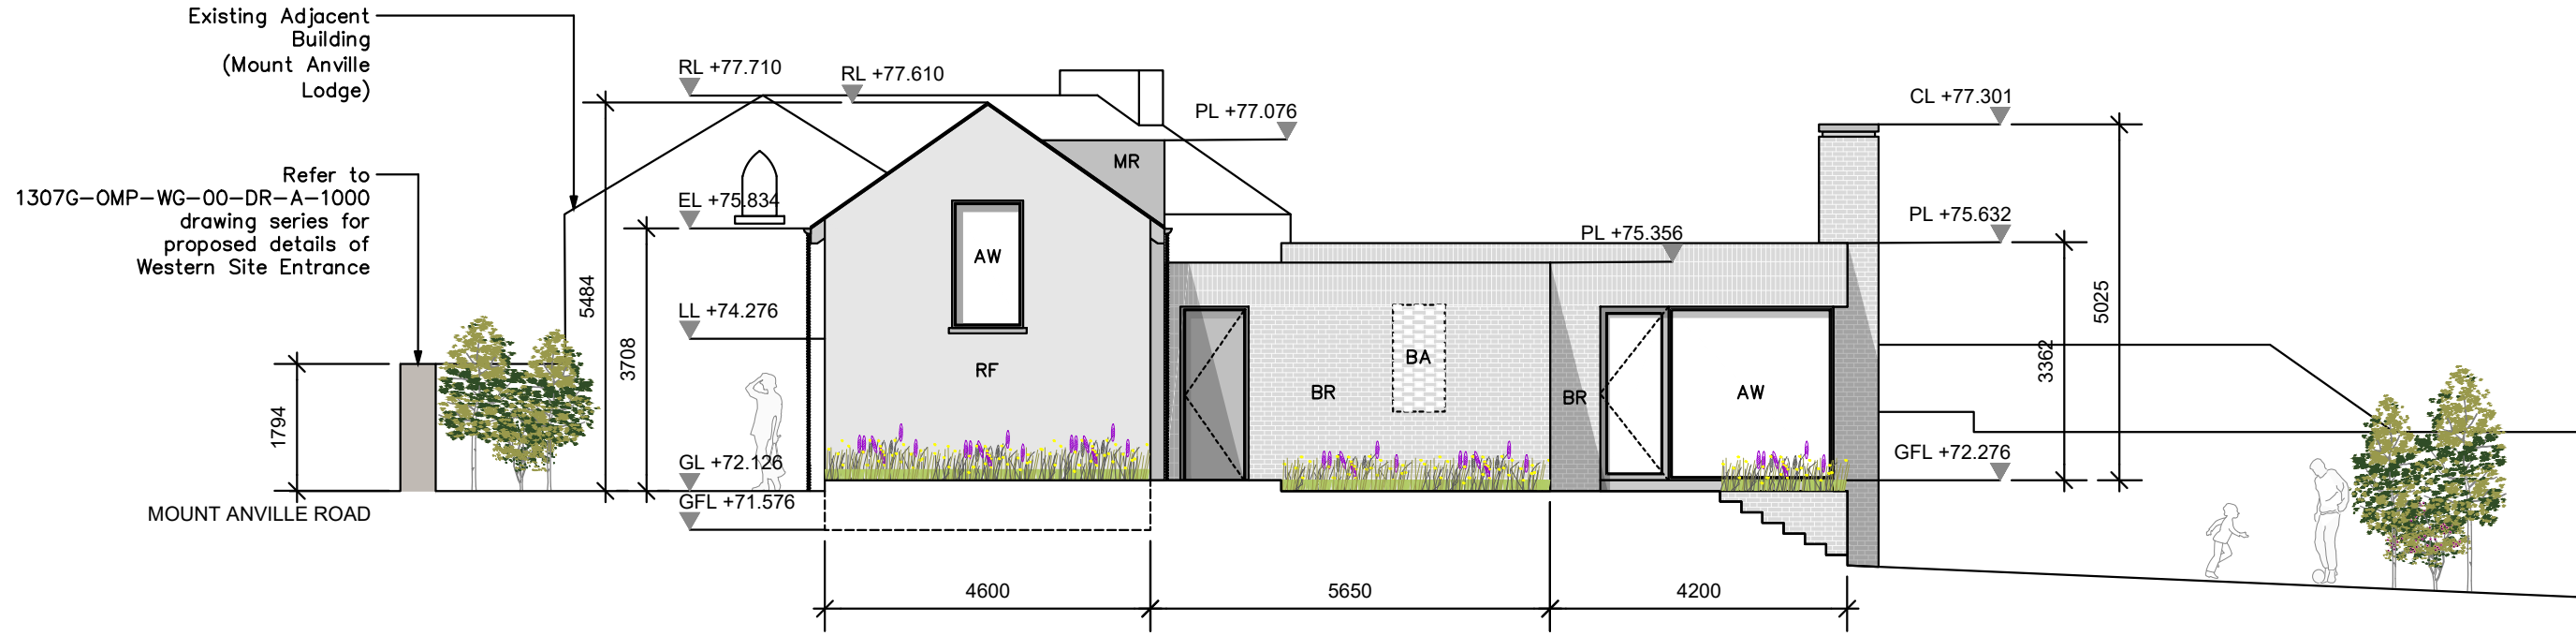 Existing Adjacent
Building
(Mount Anville
Lodge)
Refer to
1307G-OMP-WG-00-DR-A-1000
drawing series for
proposed details of
Western Site Entrance
RL +77.710
RL +77.610
PL +77.076
CL +77.301
MR
EL +75.834
PL +75.632
PL +75.356
AW
LL +74.276
5484
3708
1794
RF
BR
BA
BR
AW
5025
3362
GL +72.126
GFL +71.576
GFL +72.276
MOUNT ANVILLE ROAD
4600
5650
4200